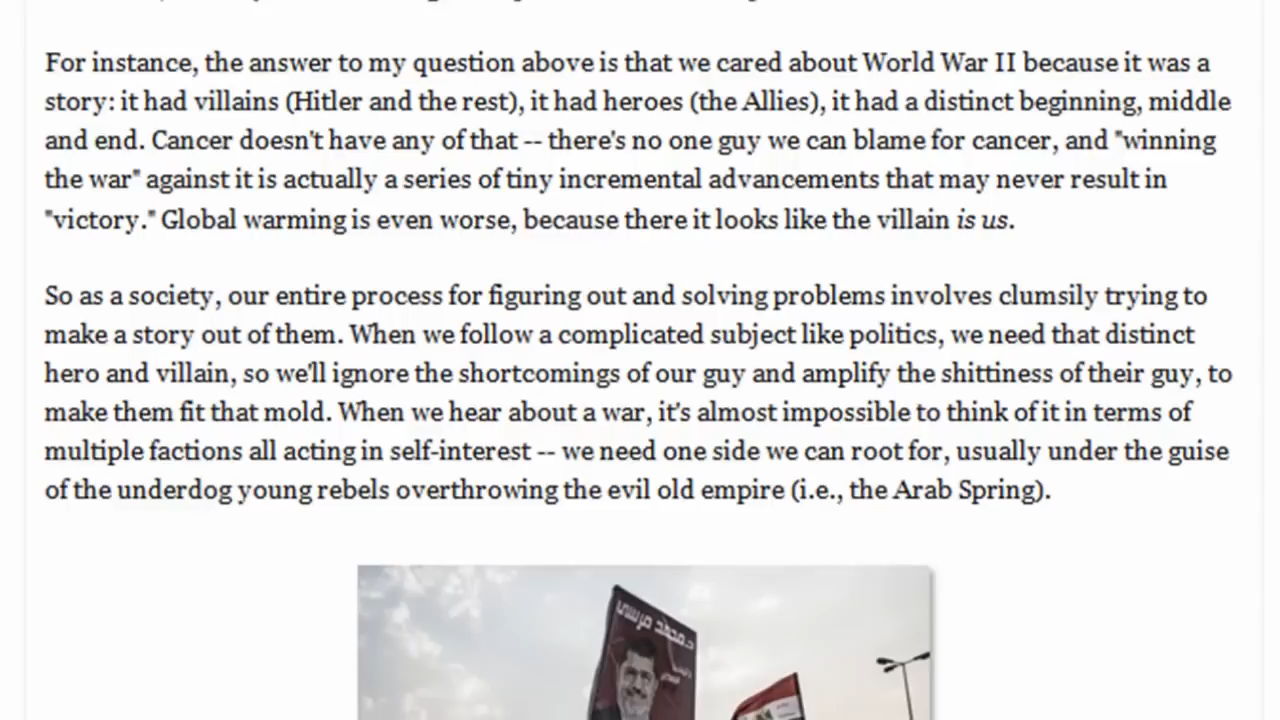 For instance, the answer to my question above is that we cared about World War II because it was a
story: it had villains (Hitler and the rest), it had heroes (the Allies), it had a distinct beginning, middle
and end. Cancer doesn't have any of that -- there's no one guy we can blame for cancer, and "winning
the war" against it is actually a series of tiny incremental advancements that may never result in
"victory." Global warming is even worse, because there it looks like the villain is us.
So as a society, our entire process for figuring out and solving problems involves clumsily trying to
make a story out of them. When we follow a complicated subject like politics, we need that distinct
hero and villain, so we'll ignore the shortcomings of our guy and amplify the shittiness of their guy, to
make them fit that mold. When we hear about a war, it's almost impossible to think of it in terms of
multiple factions all acting in self-interest -- we need one side we can root for, usually under the guise
of the underdog young rebels overthrowing the evil old empire (i.e., the Arab Spring).
د.محمد مرسي